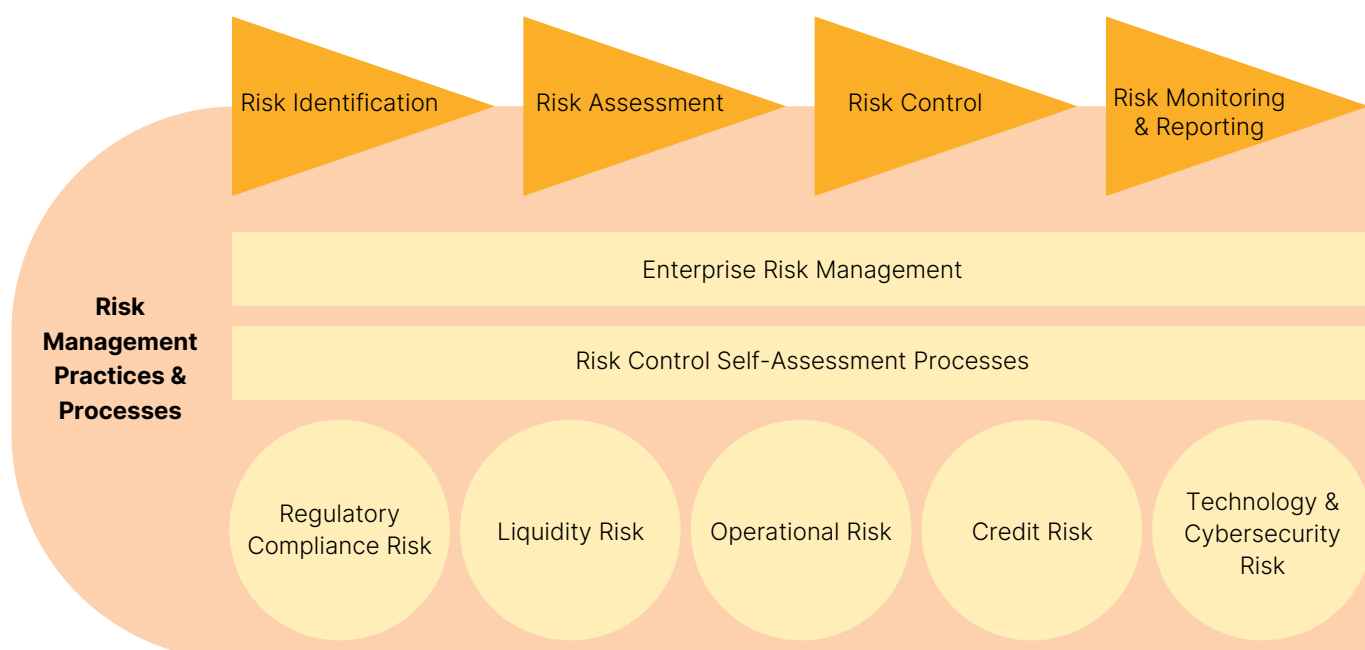 Risk Identification
Risk Assessment
Risk Control
Risk Monitoring
& Reporting
Enterprise Risk Management
Risk Control Self-Assessment Processes
Risk
Management
Practices &
Processes
Regulatory
Compliance Risk
Liquidity Risk
Operational Risk
Credit Risk
Technology &
Cybersecurity
Risk